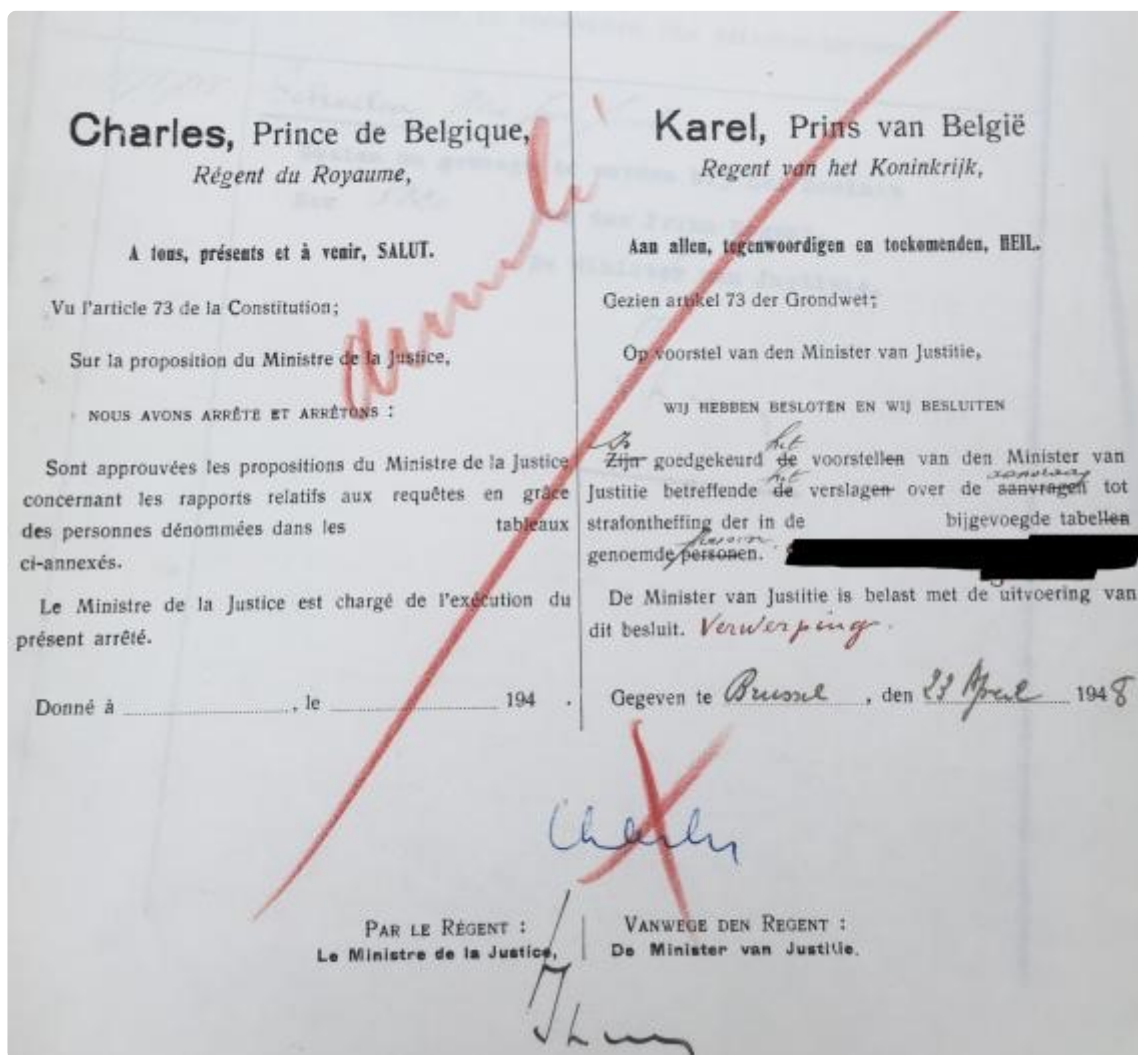 Charles, Prince de Belgique,
Régent du Royaume,
A tous, présents et à venir, SALUT.
Vu l'article 73 de la Constitution;
Sur la proposition du Ministre de la Justice,
NOUS AVONS ARRÊTÉ ET ARRÊTONS :
Sont approuvées les propositions du Ministre de la Justice
concernant les rapports relatifs aux requêtes en grâce
des personnes dénommées dans les tableaux
ci-annexés.
Le Ministre de la Justice est chargé de l'exécution du
présent arrêté.
Donné à , le 194 .
annulé
Karel, Prins van België
Regent van het Koninkrijk,
Aan allen, tegenwoordigen en toekomenden, HEIL.
Gezien artikel 73 der Grondwet;
Op voorstel van den Minister van Justitie,
WIJ HEBBEN BESLOTEN EN WIJ BESLUITEN
Is het
Zijn goedgekeurd de voorstellen van den Minister van
het aanvraag
Justitie betreffende de verslagen over de aanvragen tot
strafontheffing der in de bijgevoegde tabellen
persoon
genoemde personen.
De Minister van Justitie is belast met de uitvoering van
dit besluit. Verwerping.
Gegeven te Brussel , den 23 April 1948
Charles
PAR LE RÉGENT :
Le Ministre de la Justice,
VANWEGE DEN REGENT :
De Minister van Justitie.